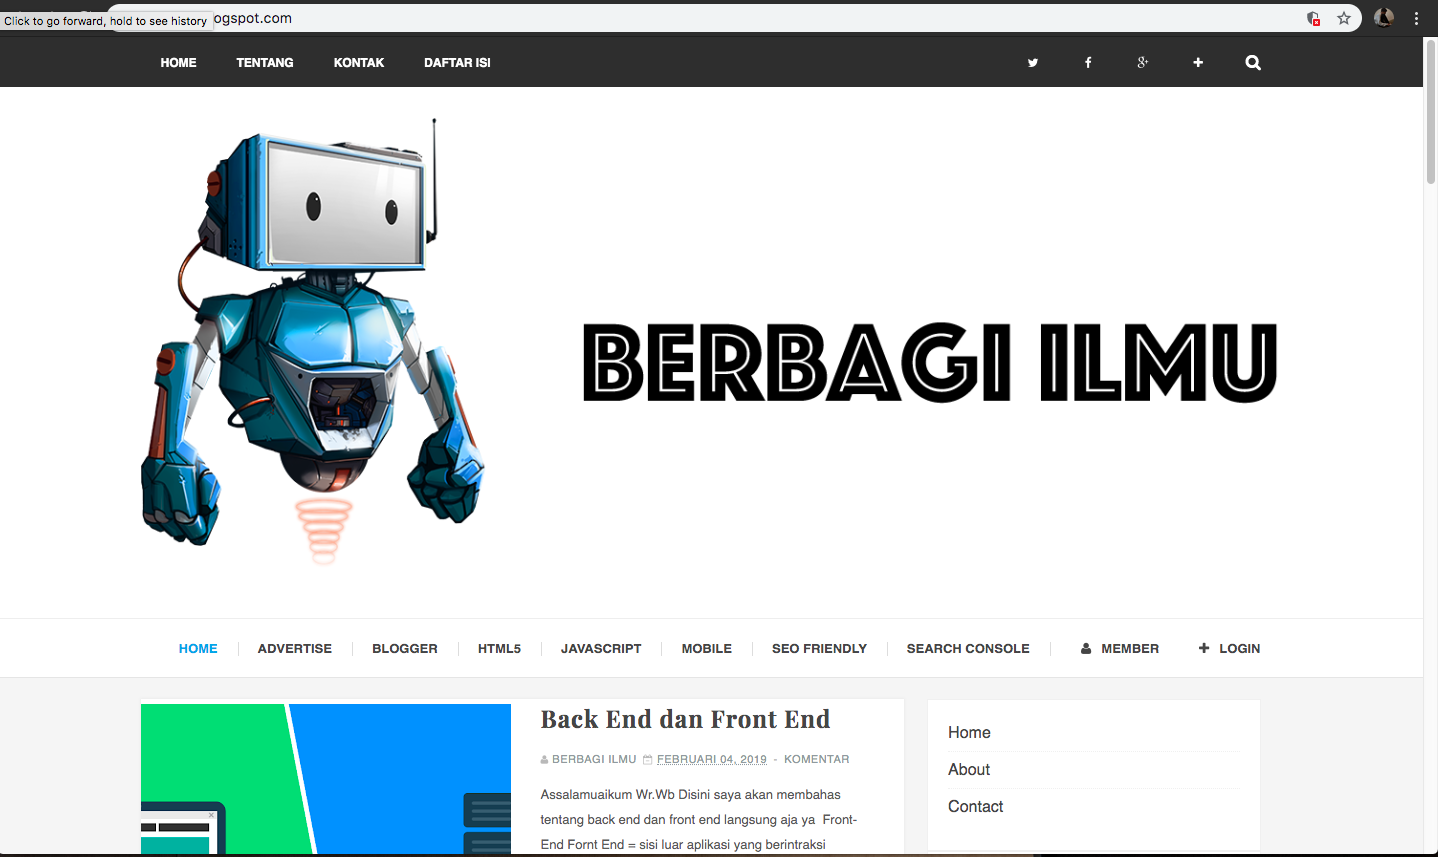 Click to go forward, hold to see history
ogspot.com
HOME TENTANG KONTAK DAFTAR ISI
BERBAGI ILMU
HOME ADVERTISE BLOGGER HTML5 JAVASCRIPT MOBILE SEO FRIENDLY SEARCH CONSOLE MEMBER LOGIN
Back End dan Front End
BERBAGI ILMU FEBRUARI 04, 2019 - KOMENTAR
Assalamuaikum Wr.Wb Disini saya akan membahas
tentang back end dan front end langsung aja ya Front-
End Fornt End = sisi luar aplikasi yang berintraksi
Home
About
Contact